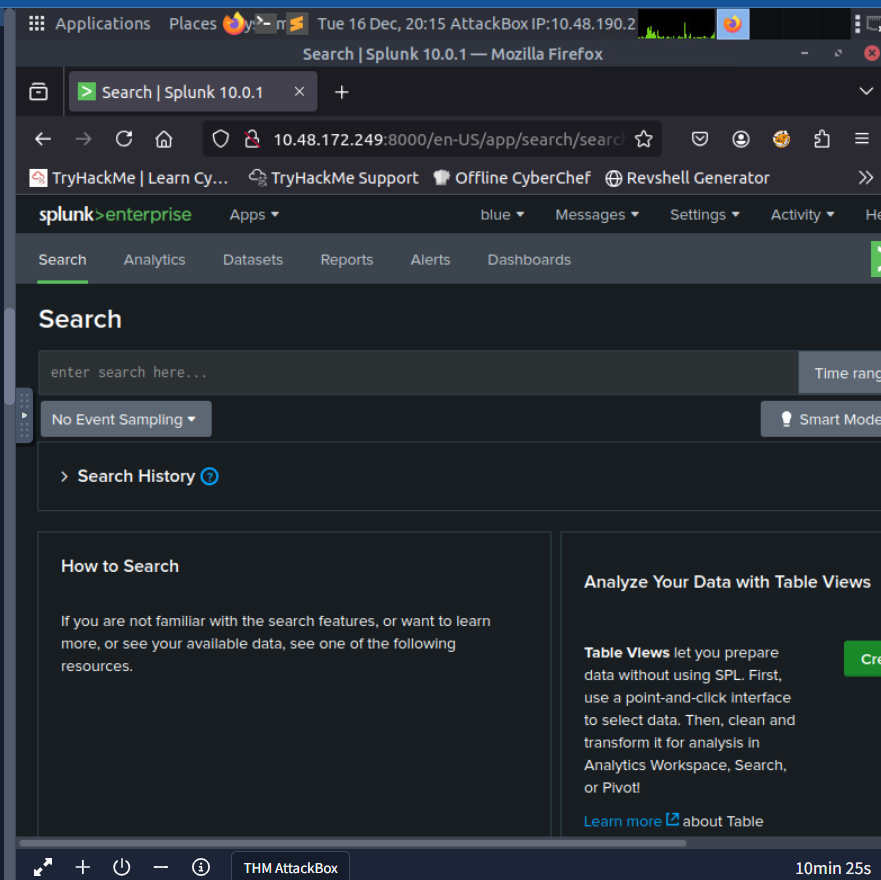 Applications Places Tue 16 Dec, 20:15 AttackBox IP:10.48.190.2
Search | Splunk 10.0.1 — Mozilla Firefox
Search | Splunk 10.0.1
10.48.172.249:8000/en-US/app/search/searc
TryHackMe | Learn Cy... TryHackMe Support Offline CyberChef Revshell Generator
splunk>enterprise Apps blue Messages Settings Activity He
Search Analytics Datasets Reports Alerts Dashboards
Search
enter search here... Time rang
No Event Sampling Smart Mode
Search History ?
How to Search
If you are not familiar with the search features, or want to learn
more, or see your available data, see one of the following
resources.
Analyze Your Data with Table Views
Table Views let you prepare
data without using SPL. First,
use a point-and-click interface
to select data. Then, clean and
transform it for analysis in
Analytics Workspace, Search,
or Pivot!
Cre
Learn more about Table
THM AttackBox 10min 25s